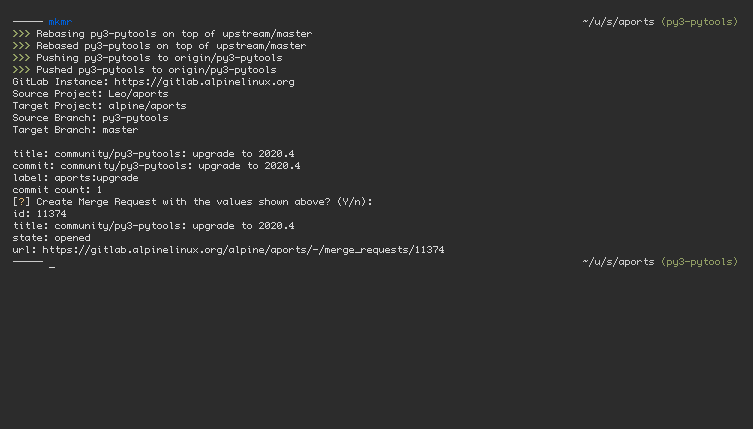 ────── mkmr ~/u/s/aports (py3-pytools)
>>> Rebasing py3-pytools on top of upstream/master
>>> Rebased py3-pytools on top of upstream/master
>>> Pushing py3-pytools to origin/py3-pytools
>>> Pushed py3-pytools to origin/py3-pytools
GitLab Instance: https://gitlab.alpinelinux.org
Source Project: Leo/aports
Target Project: alpine/aports
Source Branch: py3-pytools
Target Branch: master
title: community/py3-pytools: upgrade to 2020.4
commit: community/py3-pytools: upgrade to 2020.4
label: aports:upgrade
commit count: 1
[?] Create Merge Request with the values shown above? (Y/n):
id: 11374
title: community/py3-pytools: upgrade to 2020.4
state: opened
url: https://gitlab.alpinelinux.org/alpine/aports/-/merge_requests/11374
────── _ ~/u/s/aports (py3-pytools)